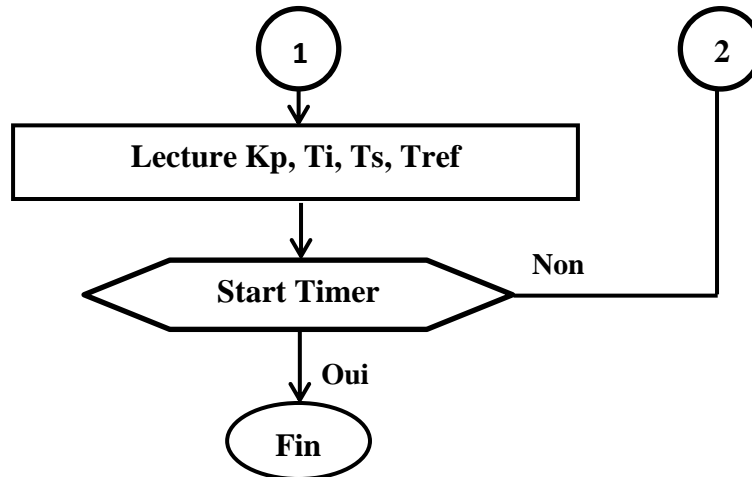 1
2
Lecture Kp, Ti, Ts, Tref
Non
Start Timer
Oui
Fin